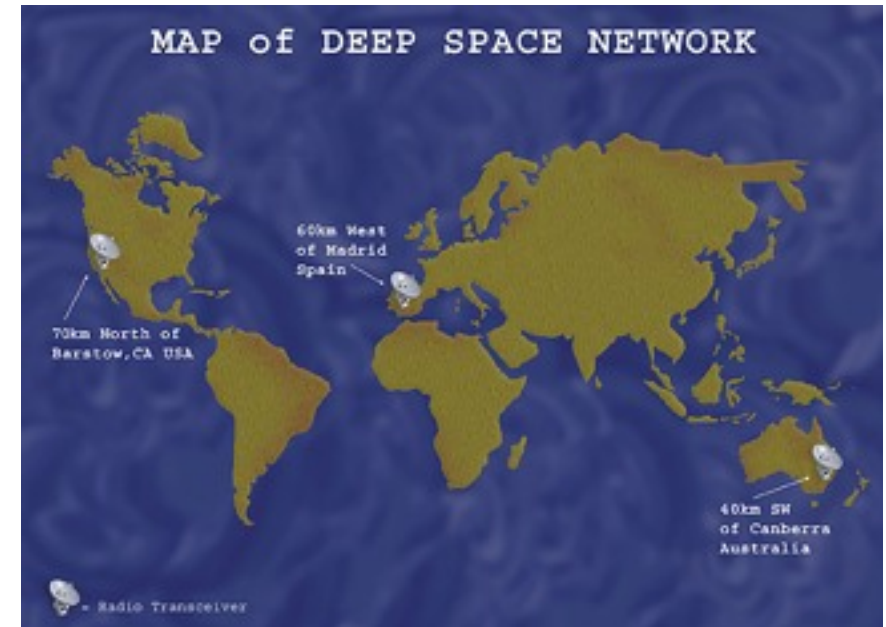 MAP of DEEP SPACE NETWORK
60km West
of Madrid
Spain
70km North of
Barstow,CA USA
40km SW
of Canberra
Australia
= Radio Transceiver